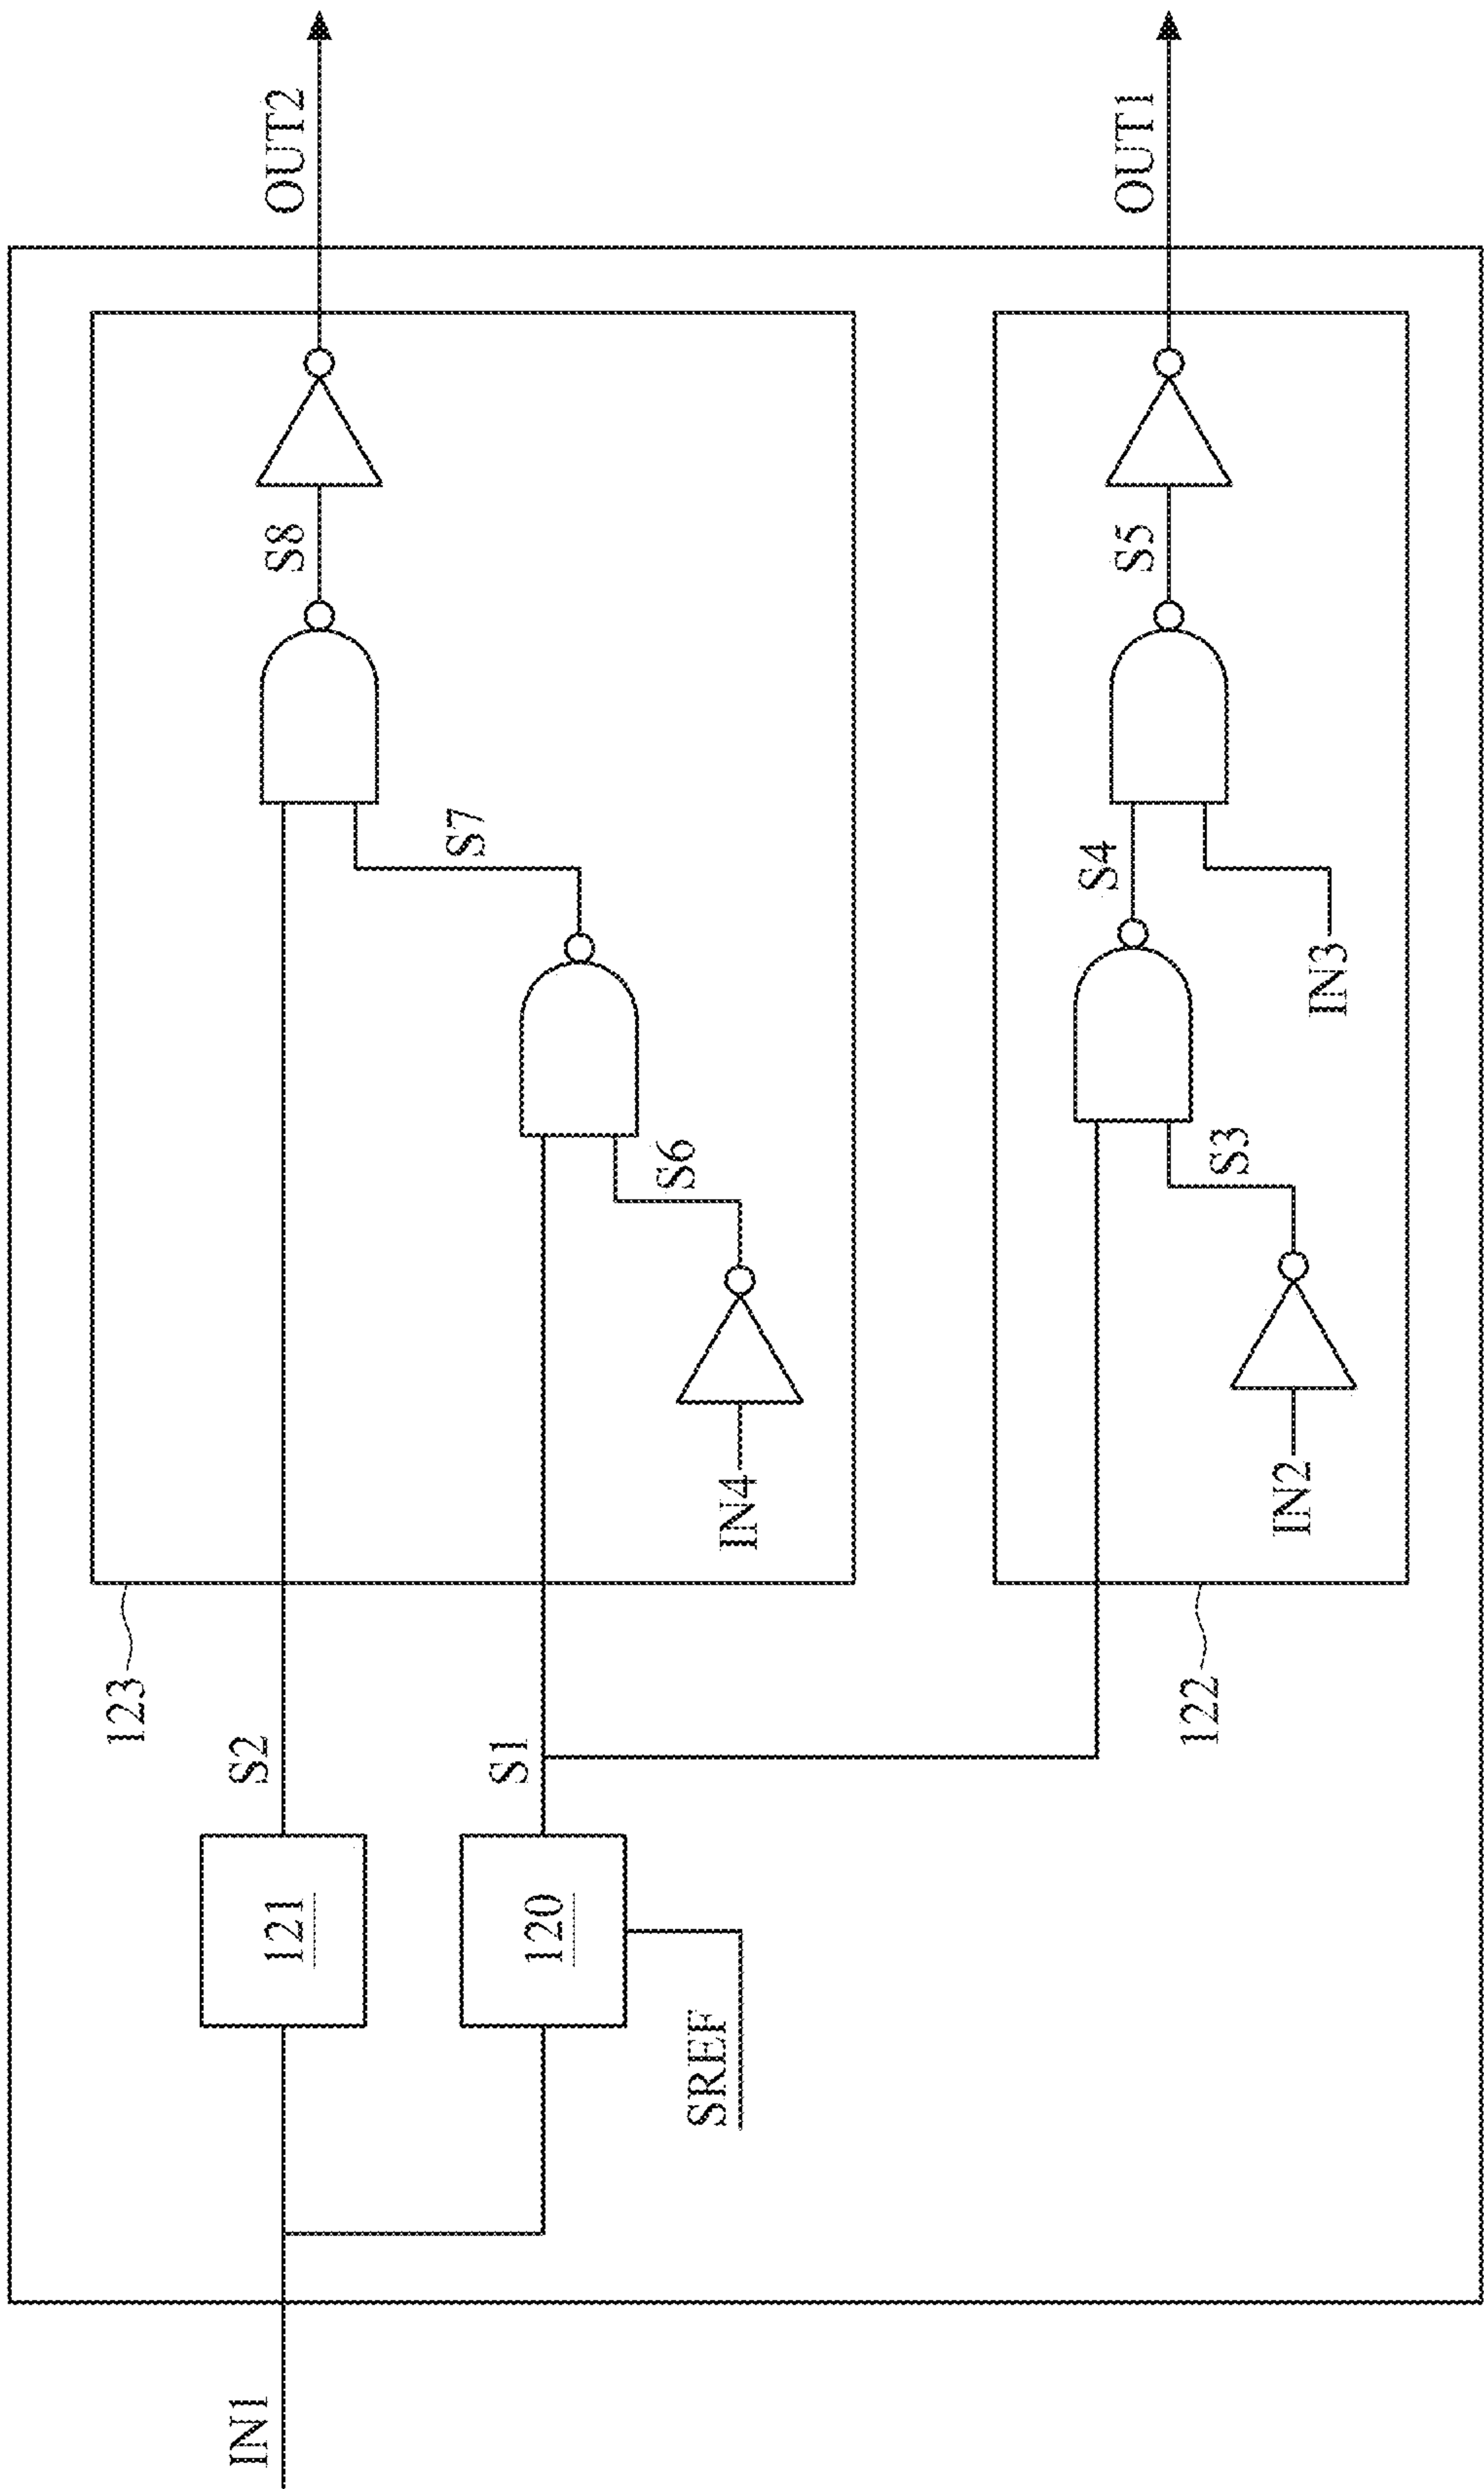 IN1
121
S2
123
S7
S8
OUT2
SREF
120
S1
IN4
S6
122
IN2
S3
S4
IN3
S5
OUT1